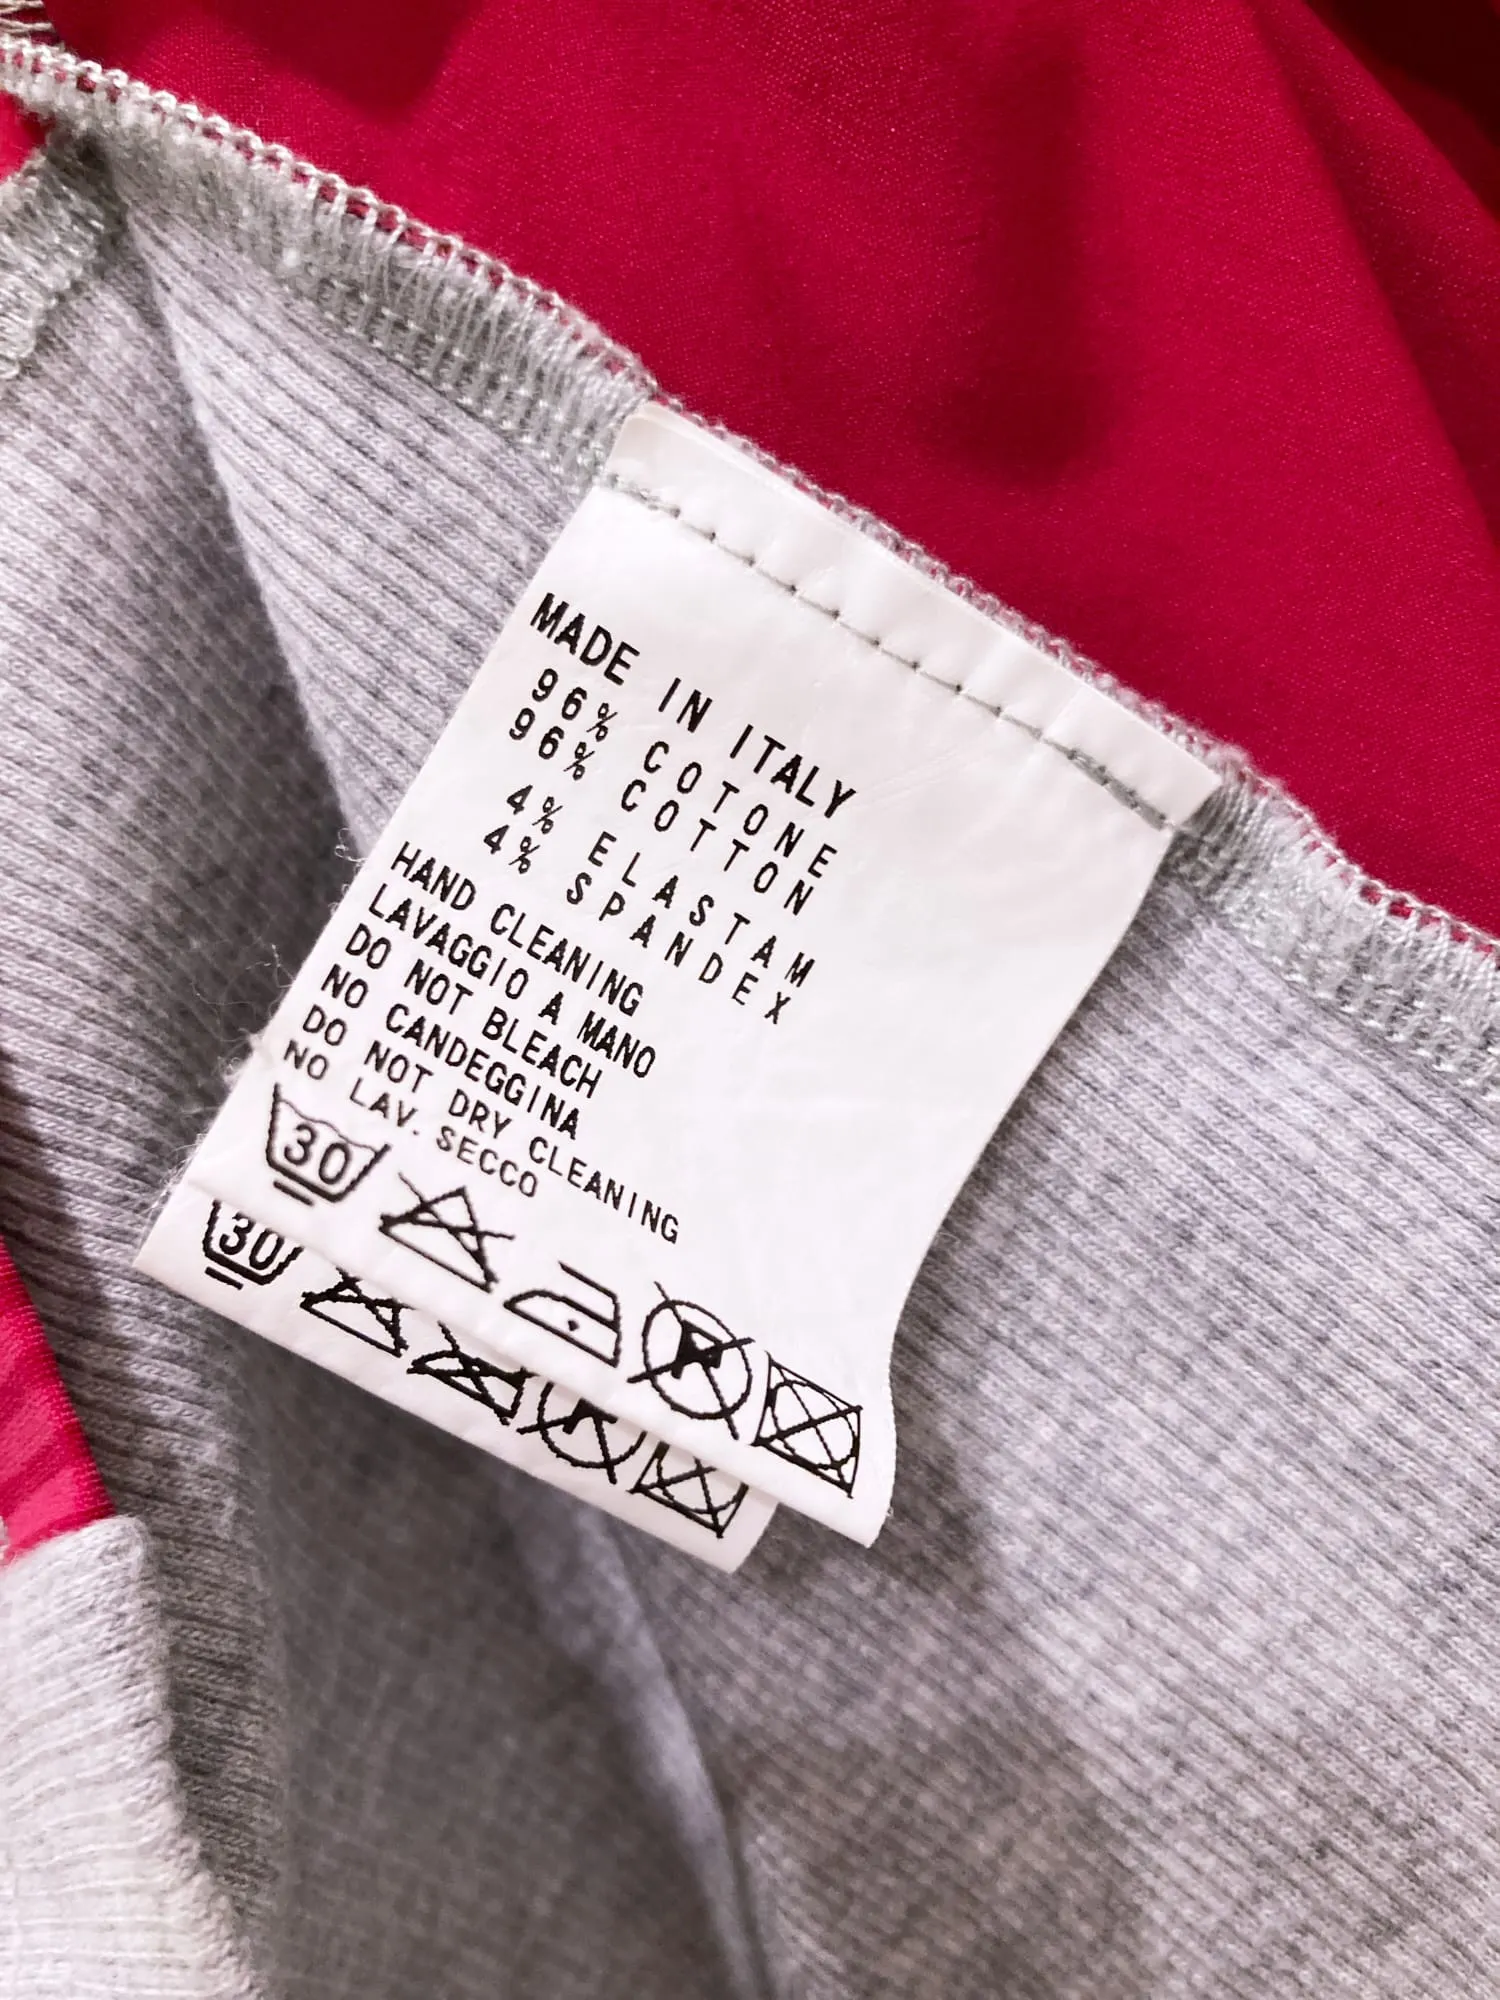 MADE IN ITALY
96% COTONE
96% COTTON
4% ELASTAM
4% SPANDEX
HAND CLEANING
LAVAGGIO A MANO
DO NOT BLEACH
NO CANDEGGINA
DO NOT DRY CLEANING
NO LAV. SECCO
30 F
30